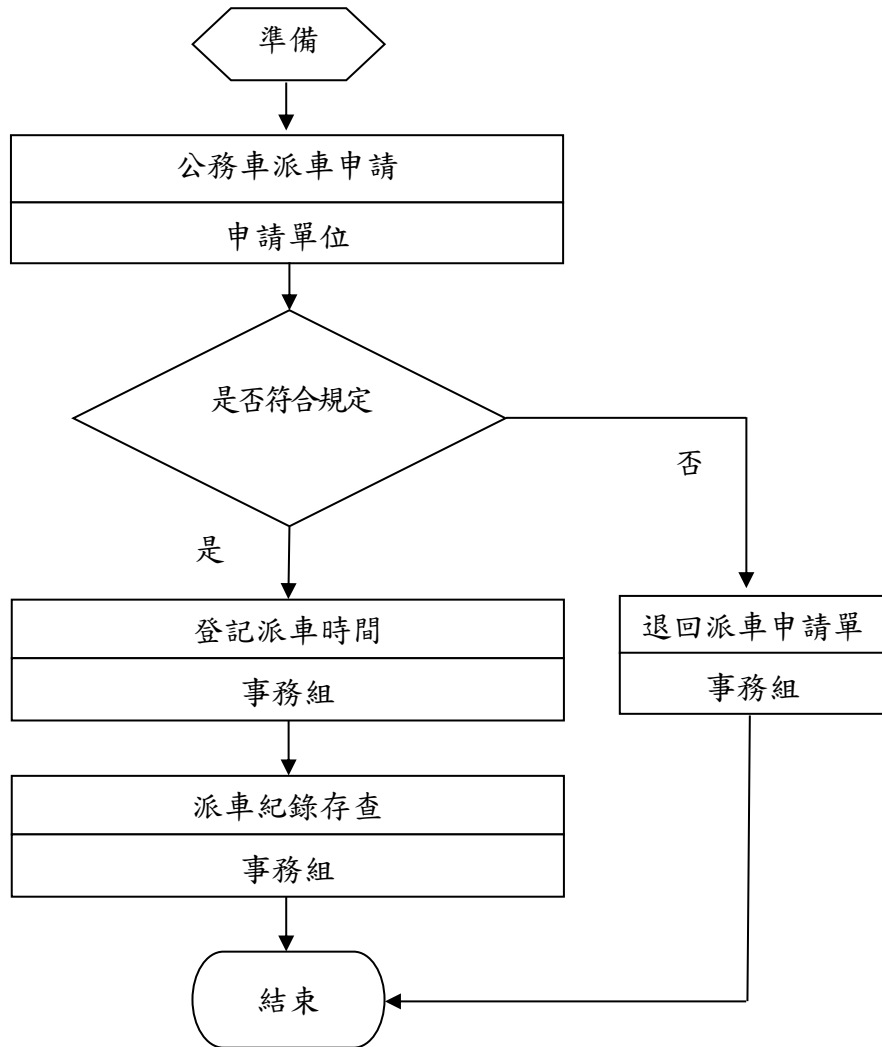 準備
公務車派車申請
申請單位
是否符合規定
否
是
登記派車時間
事務組
退回派車申請單
事務組
派車紀錄存查
事務組
結束